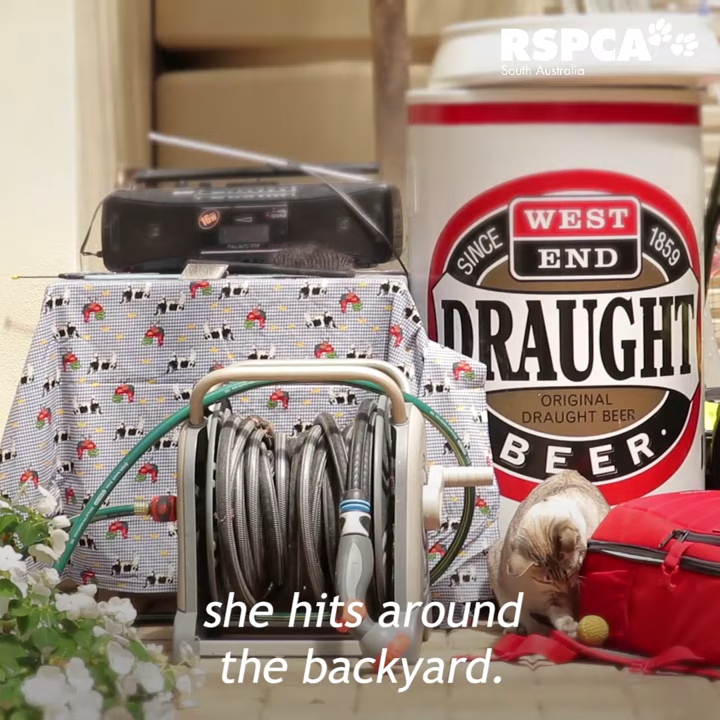 RSPCA
South Australia
WEST
END
SINCE
1859
DRAUGHT
ORIGINAL
DRAUGHT BEER
BEER.
she hits around
the backyard.